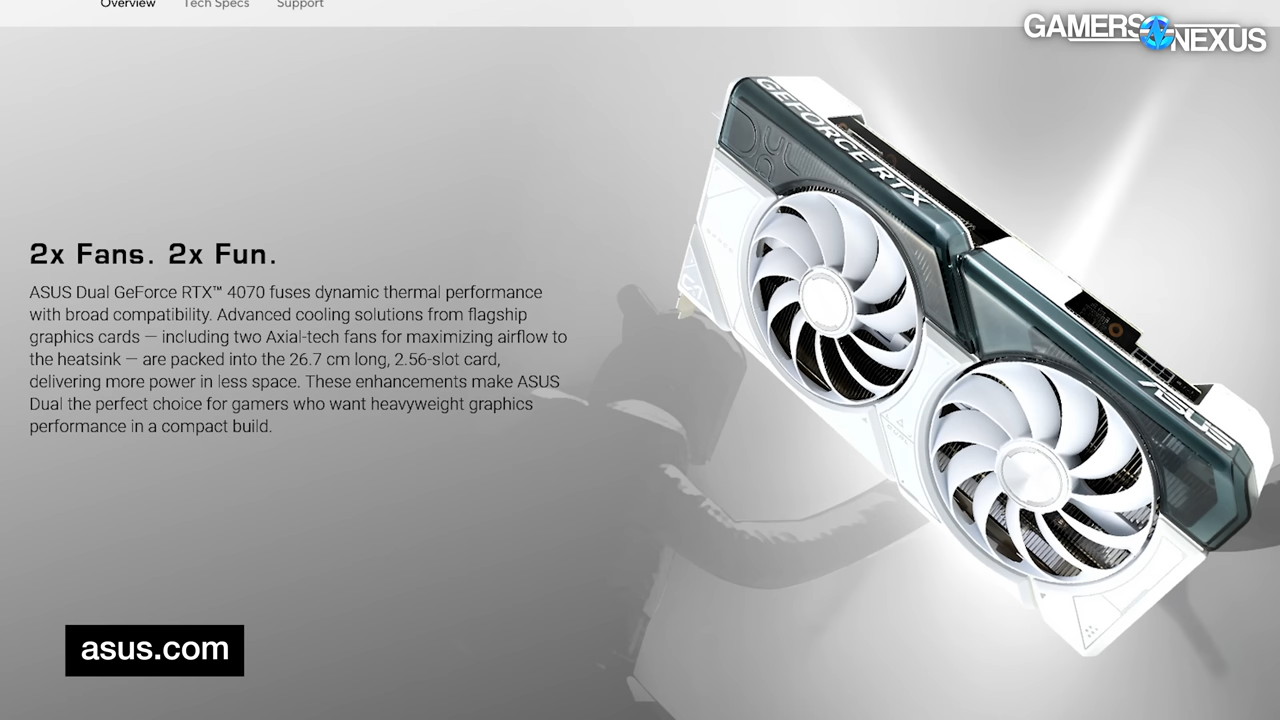 Overview Tech Specs Support
GAMERS NEXUS
GEFORCE RTX
2x Fans. 2x Fun.
ASUS Dual GeForce RTX™ 4070 fuses dynamic thermal performance
with broad compatibility. Advanced cooling solutions from flagship
graphics cards — including two Axial-tech fans for maximizing airflow to
the heatsink — are packed into the 26.7 cm long, 2.56-slot card,
delivering more power in less space. These enhancements make ASUS
Dual the perfect choice for gamers who want heavyweight graphics
performance in a compact build.
ASUS
asus.com